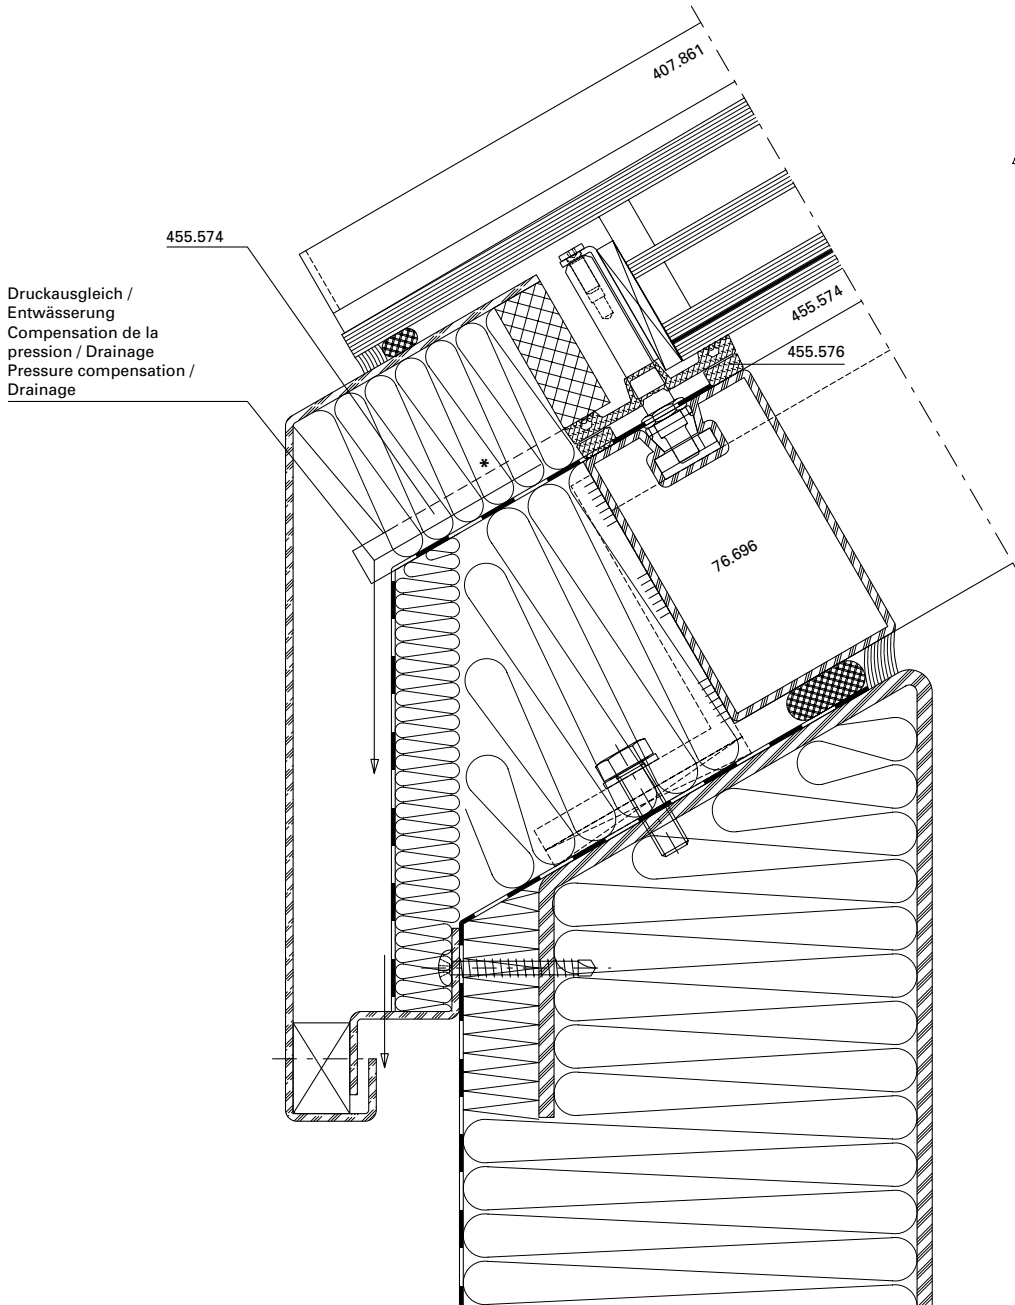 407.861
455.574
Druckausgleich /
Entwässerung
Compensation de la
pression / Drainage
Pressure compensation /
Drainage
455.574
455.576
*
76.696